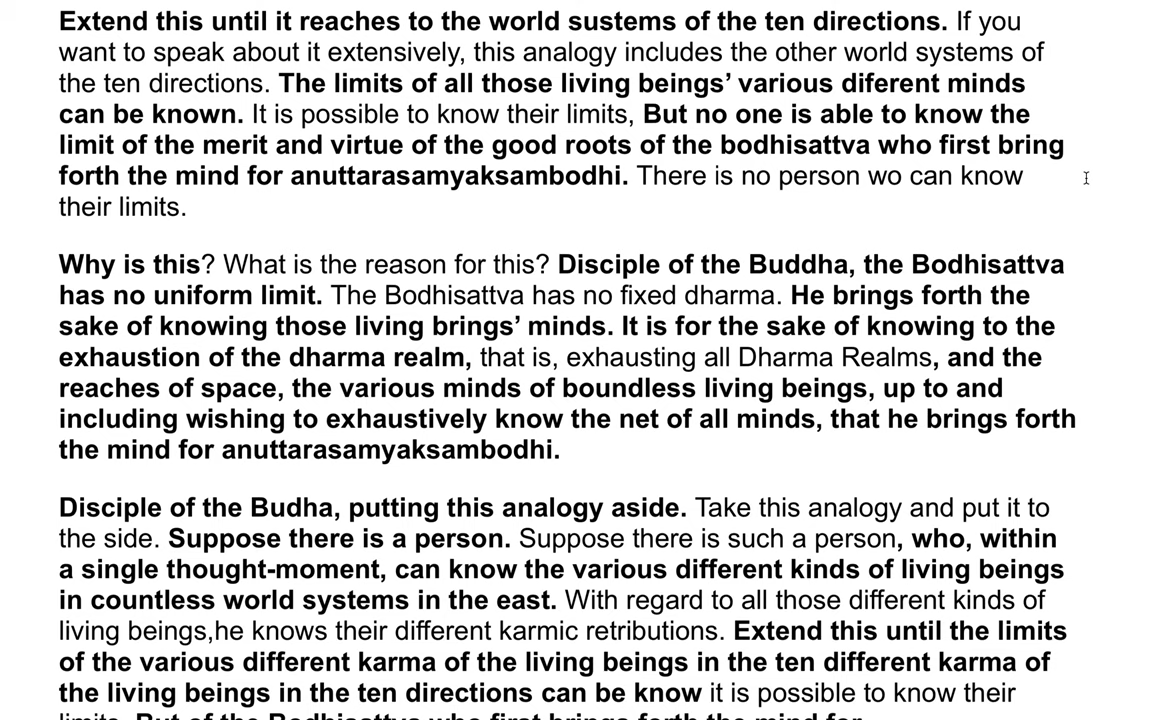 Extend this until it reaches to the world sustems of the ten directions. If you
want to speak about it extensively, this analogy includes the other world systems of
the ten directions. The limits of all those living beings’ various diferent minds
can be known. It is possible to know their limits, But no one is able to know the
limit of the merit and virtue of the good roots of the bodhisattva who first bring
forth the mind for anuttarasamyaksambodhi. There is no person wo can know
their limits.
Why is this? What is the reason for this? Disciple of the Buddha, the Bodhisattva
has no uniform limit. The Bodhisattva has no fixed dharma. He brings forth the
sake of knowing those living brings’ minds. It is for the sake of knowing to the
exhaustion of the dharma realm, that is, exhausting all Dharma Realms, and the
reaches of space, the various minds of boundless living beings, up to and
including wishing to exhaustively know the net of all minds, that he brings forth
the mind for anuttarasamyaksambodhi.
Disciple of the Budha, putting this analogy aside. Take this analogy and put it to
the side. Suppose there is a person. Suppose there is such a person, who, within
a single thought-moment, can know the various different kinds of living beings
in countless world systems in the east. With regard to all those different kinds of
living beings,he knows their different karmic retributions. Extend this until the limits
of the various different karma of the living beings in the ten different karma of
the living beings in the ten directions can be know it is possible to know their
limits. But of the Bodhisattva who first brings forth the mind for